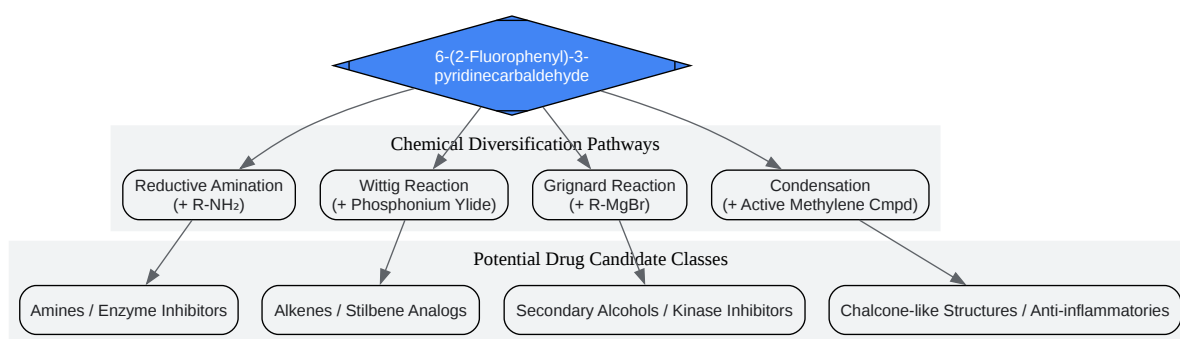 6-(2-Fluorophenyl)-3-
pyridinecarbaldehyde
Chemical Diversification Pathways
Reductive Amination
(+ R-NH₂)
Wittig Reaction
(+ Phosphonium Ylide)
Grignard Reaction
(+ R-MgBr)
Condensation
(+ Active Methylene Cmpd)
Potential Drug Candidate Classes
Amines / Enzyme Inhibitors
Alkenes / Stilbene Analogs
Secondary Alcohols / Kinase Inhibitors
Chalcone-like Structures / Anti-inflammatories